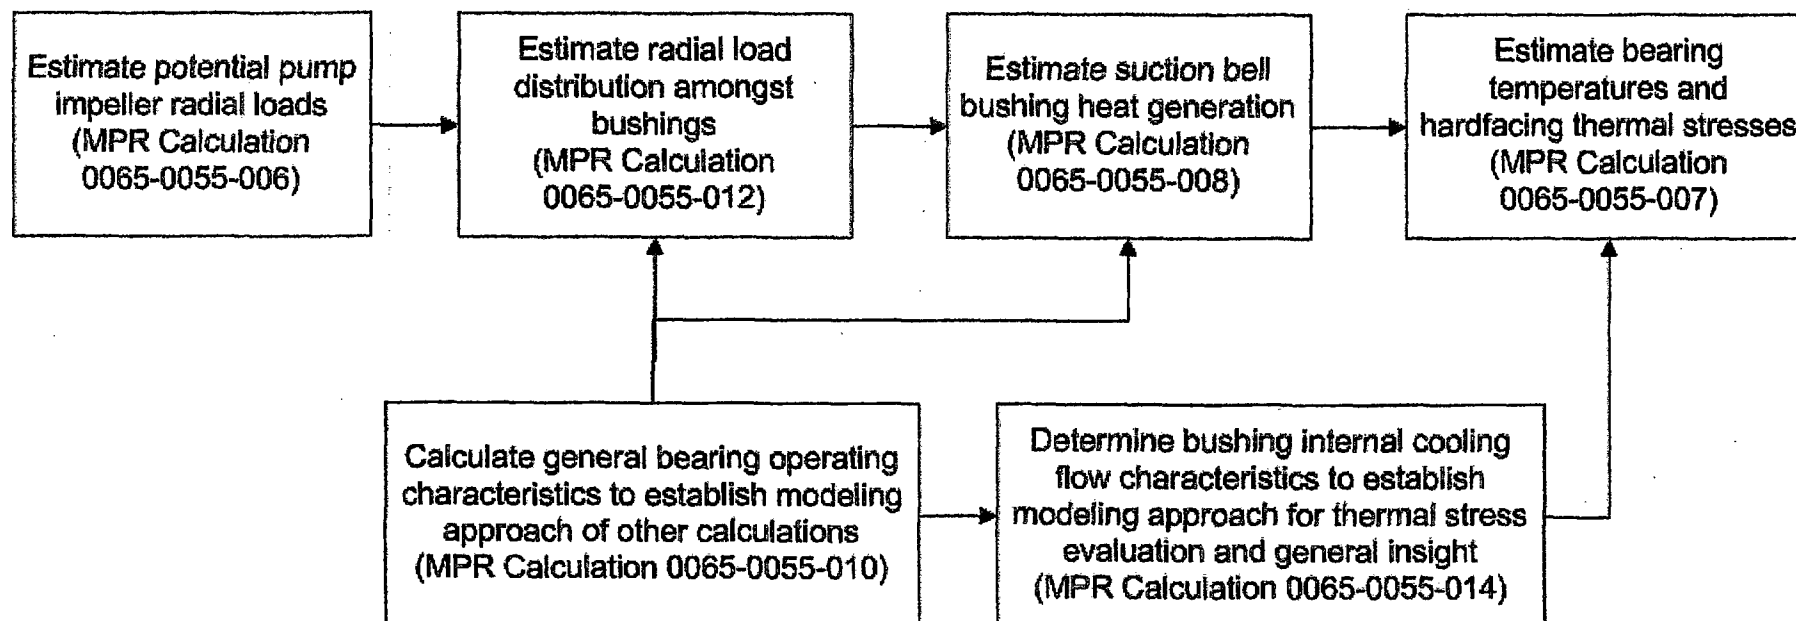 Estimate potential pump
impeller radial loads
(MPR Calculation
0065-0055-006)
Estimate radial load
distribution amongst
bushings
(MPR Calculation
0065-0055-012)
Estimate suction bell
bushing heat generation
(MPR Calculation
0065-0055-008)
Estimate bearing
temperatures and
hardfacing thermal stresses
(MPR Calculation
0065-0055-007)
Calculate general bearing operating
characteristics to establish modeling
approach of other calculations
(MPR Calculation 0065-0055-010)
Determine bushing internal cooling
flow characteristics to establish
modeling approach for thermal stress
evaluation and general insight
(MPR Calculation 0065-0055-014)